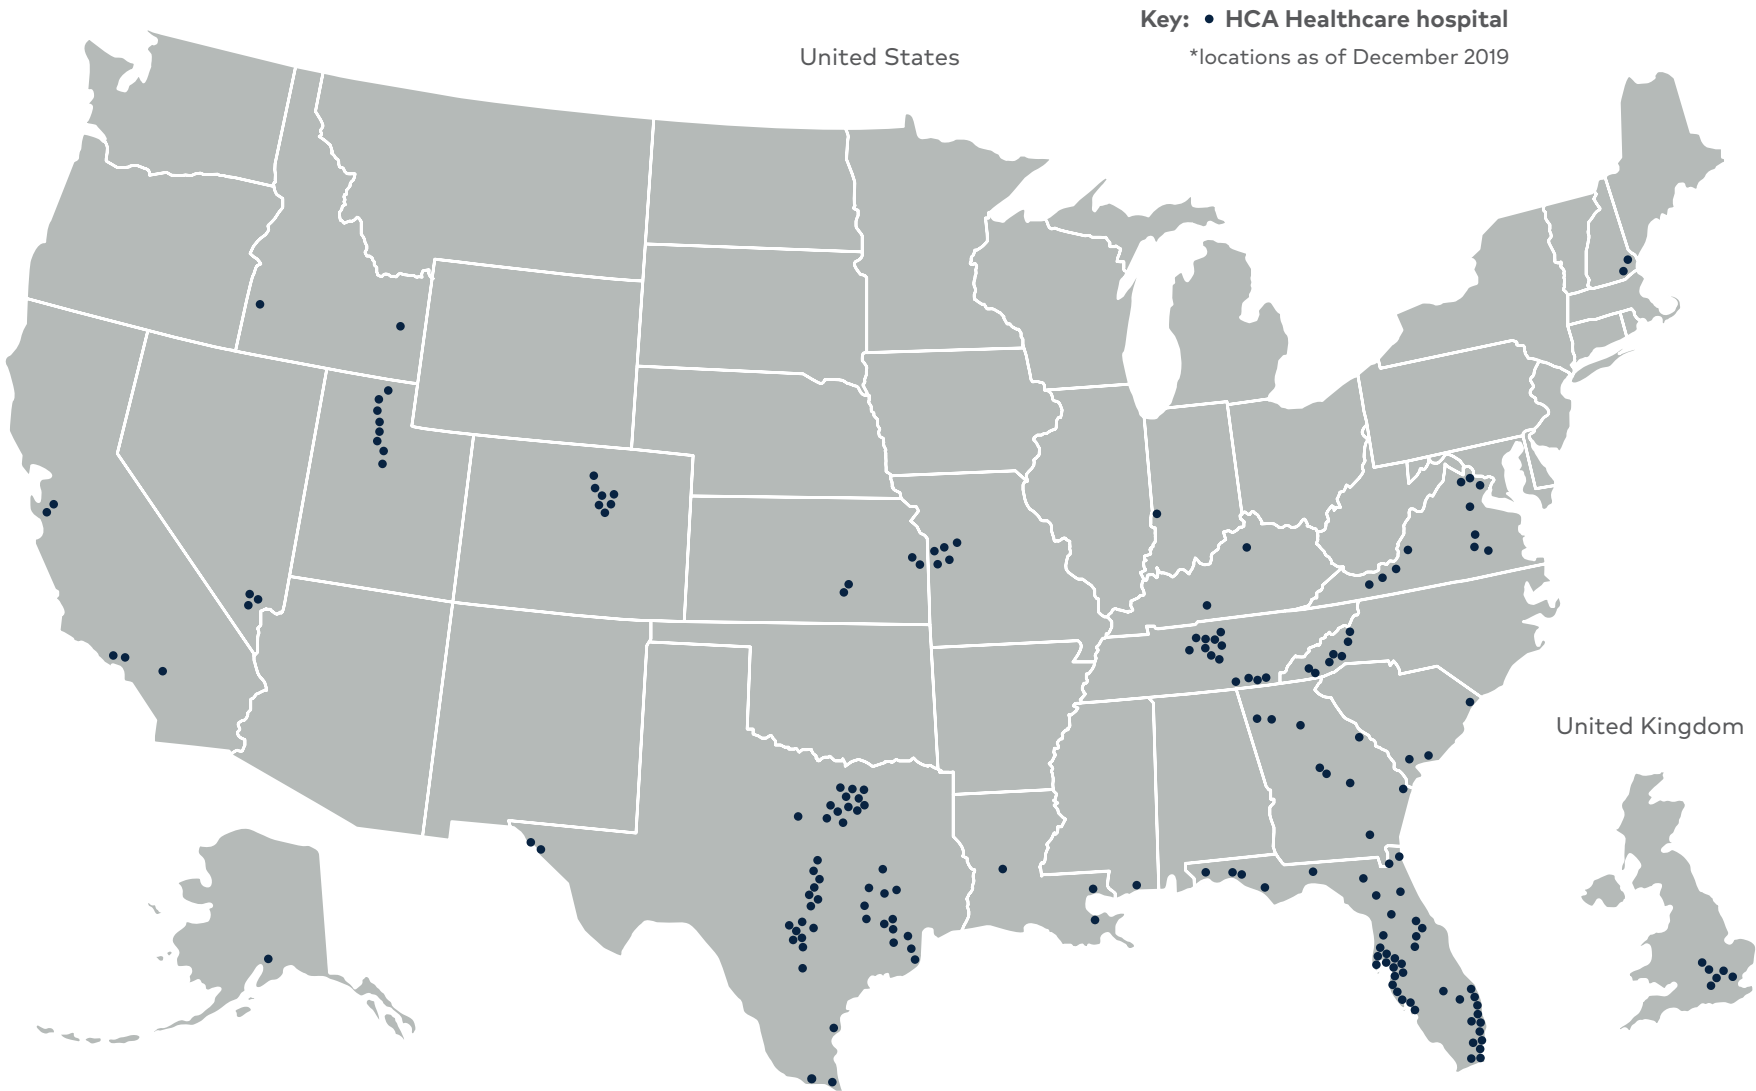 Key: • HCA Healthcare hospital
United States
*locations as of December 2019
United Kingdom